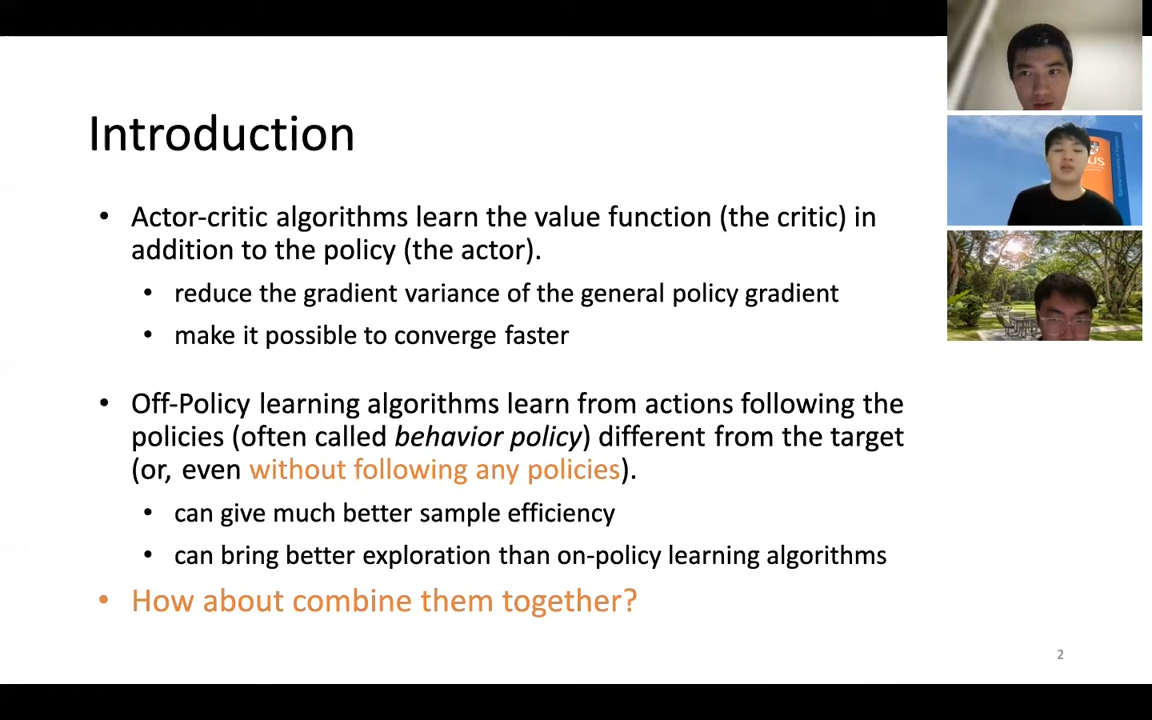 Introduction
• Actor-critic algorithms learn the value function (the critic) in
addition to the policy (the actor).
• reduce the gradient variance of the general policy gradient
• make it possible to converge faster
• Off-Policy learning algorithms learn from actions following the
policies (often called behavior policy) different from the target
(or, even without following any policies).
• can give much better sample efficiency
• can bring better exploration than on-policy learning algorithms
• How about combine them together?
2
US